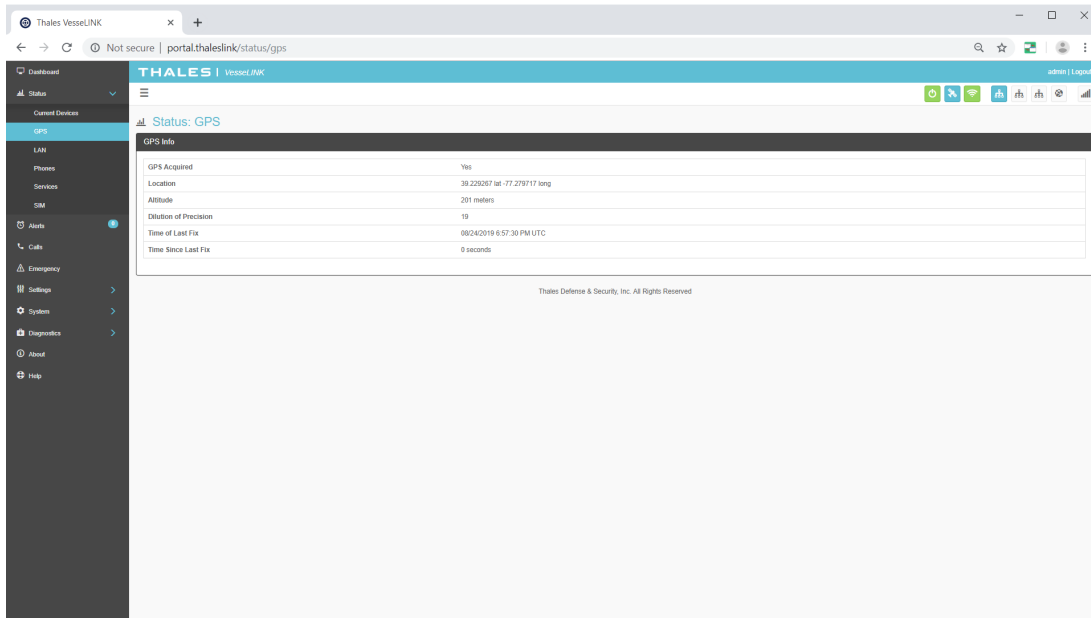 Thales VesseLINK
Not secure | portal.thaleslink/status/gps
Dashboard
Status
Current Devices
GPS
LAN
Phones
Services
SIM
Alerts 0
Calls
Emergency
Settings
System
Diagnostics
About
Help
THALES | VesseLINK
admin | Logout
Status: GPS
GPS Info
GPS Acquired Yes
Location 39.229267 lat -77.279717 long
Altitude 201 meters
Dilution of Precision 19
Time of Last Fix 08/24/2019 6:57:30 PM UTC
Time Since Last Fix 0 seconds
Thales Defense & Security, Inc. All Rights Reserved